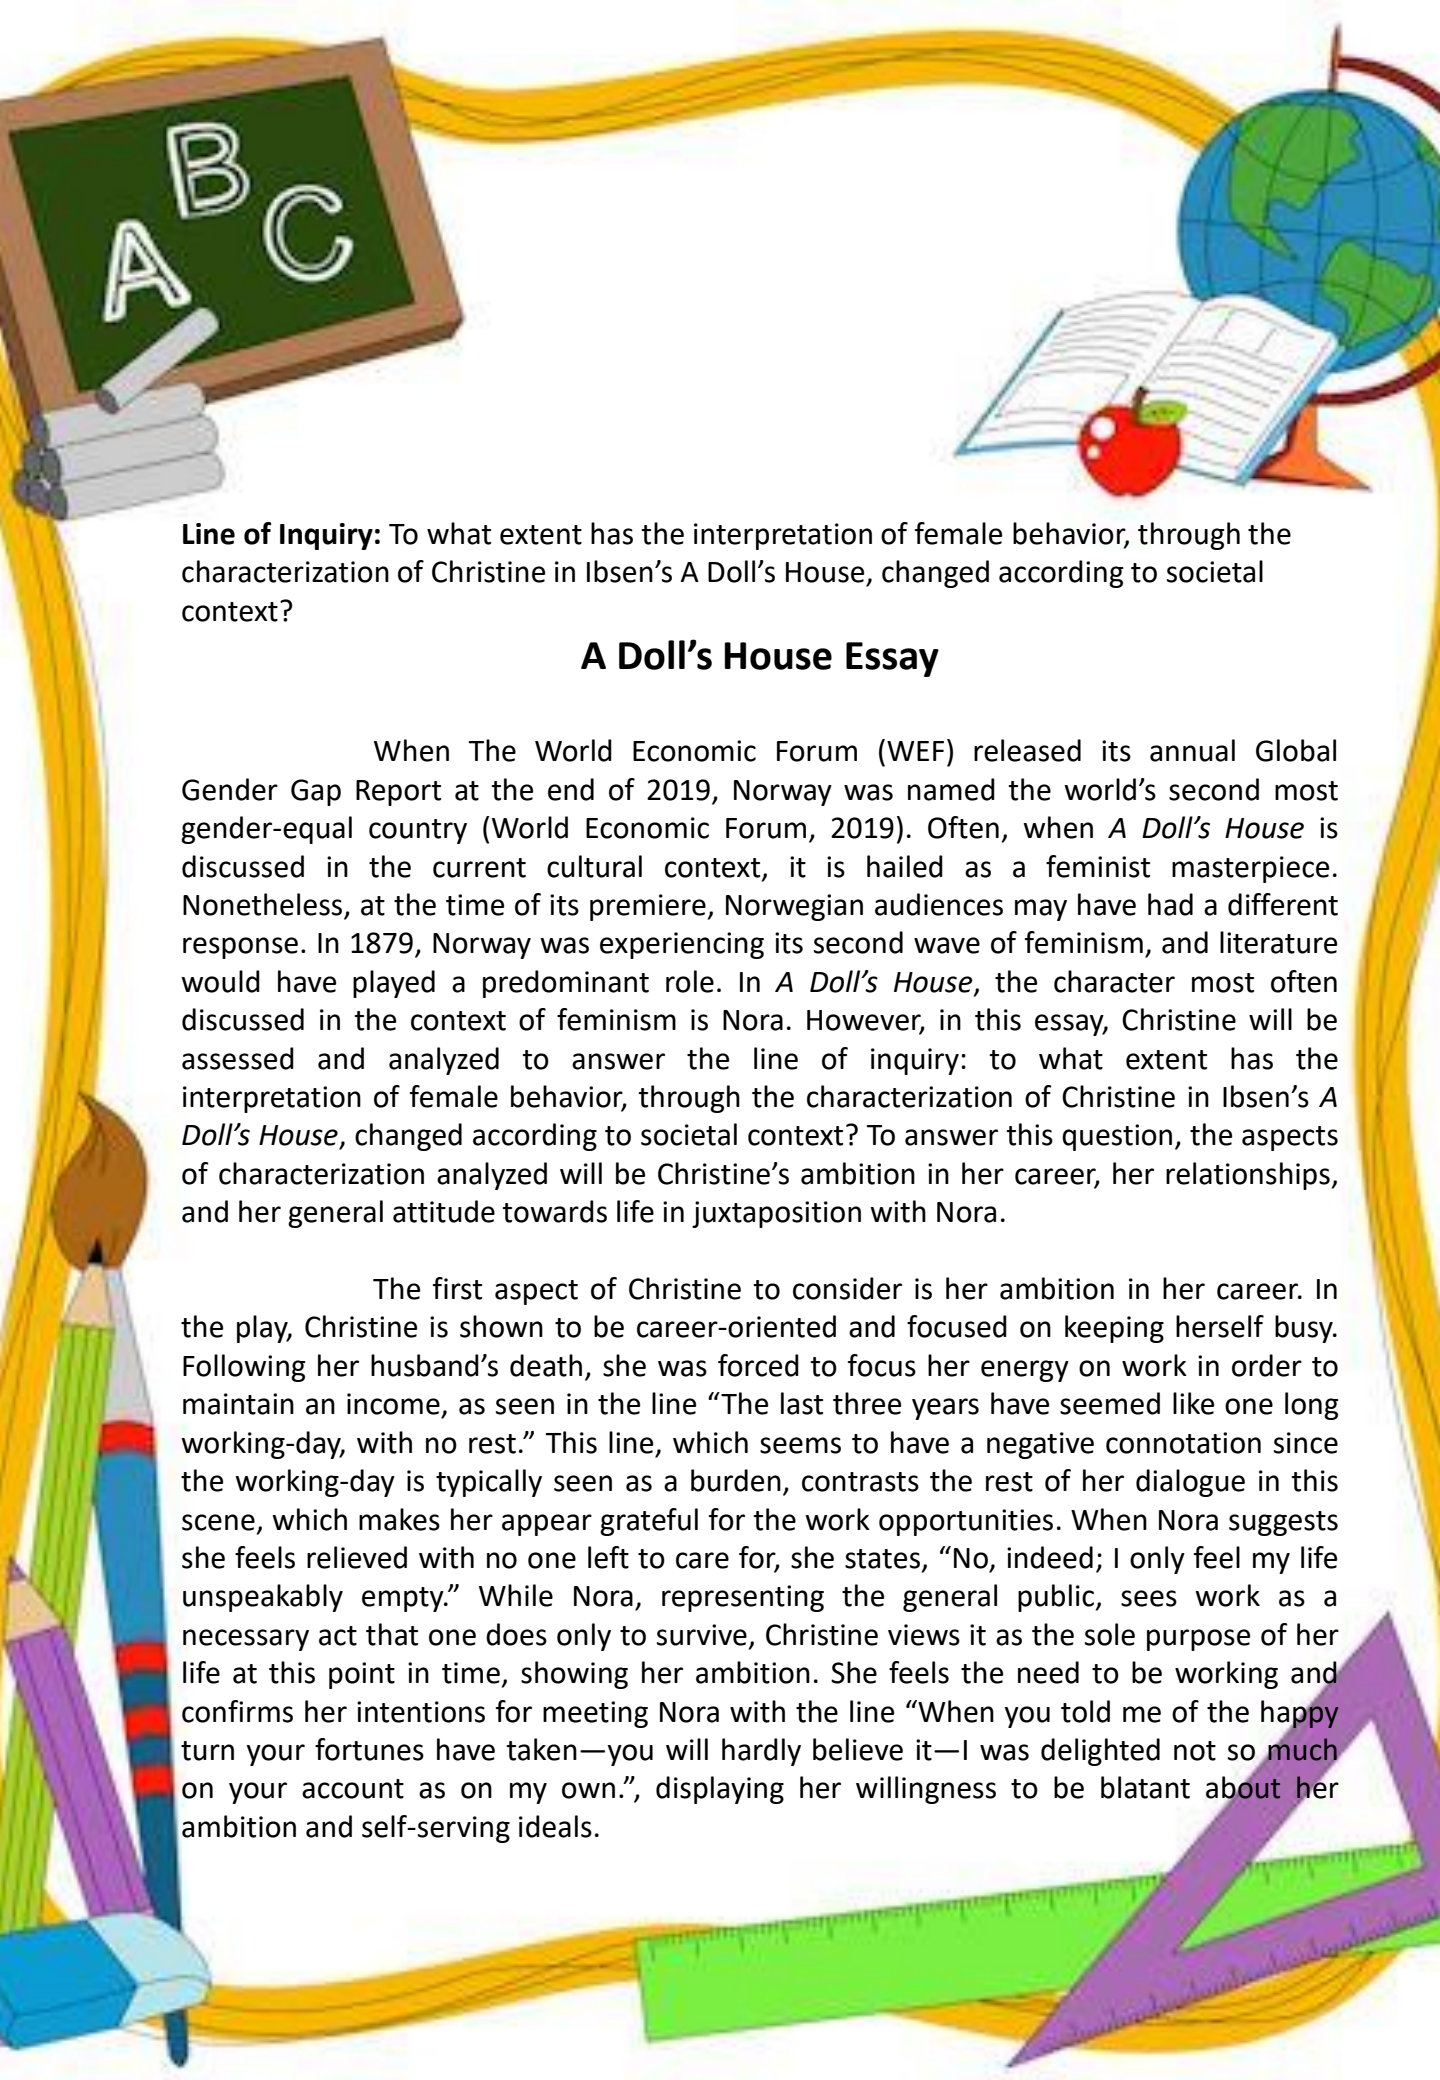 B
A C
Line of Inquiry: To what extent has the interpretation of female behavior, through the
characterization of Christine in Ibsen’s A Doll’s House, changed according to societal
context?
A Doll’s House Essay
When The World Economic Forum (WEF) released its annual Global
Gender Gap Report at the end of 2019, Norway was named the world’s second most
gender-equal country (World Economic Forum, 2019). Often, when A Doll’s House is
discussed in the current cultural context, it is hailed as a feminist masterpiece.
Nonetheless, at the time of its premiere, Norwegian audiences may have had a different
response. In 1879, Norway was experiencing its second wave of feminism, and literature
would have played a predominant role. In A Doll’s House, the character most often
discussed in the context of feminism is Nora. However, in this essay, Christine will be
assessed and analyzed to answer the line of inquiry: to what extent has the
interpretation of female behavior, through the characterization of Christine in Ibsen’s A
Doll’s House, changed according to societal context? To answer this question, the aspects
of characterization analyzed will be Christine’s ambition in her career, her relationships,
and her general attitude towards life in juxtaposition with Nora.
The first aspect of Christine to consider is her ambition in her career. In
the play, Christine is shown to be career-oriented and focused on keeping herself busy.
Following her husband’s death, she was forced to focus her energy on work in order to
maintain an income, as seen in the line “The last three years have seemed like one long
working-day, with no rest.” This line, which seems to have a negative connotation since
the working-day is typically seen as a burden, contrasts the rest of her dialogue in this
scene, which makes her appear grateful for the work opportunities. When Nora suggests
she feels relieved with no one left to care for, she states, “No, indeed; I only feel my life
unspeakably empty.” While Nora, representing the general public, sees work as a
necessary act that one does only to survive, Christine views it as the sole purpose of her
life at this point in time, showing her ambition. She feels the need to be working and
confirms her intentions for meeting Nora with the line “When you told me of the happy
turn your fortunes have taken—you will hardly believe it—I was delighted not so much
on your account as on my own.”, displaying her willingness to be blatant about her
ambition and self-serving ideals.